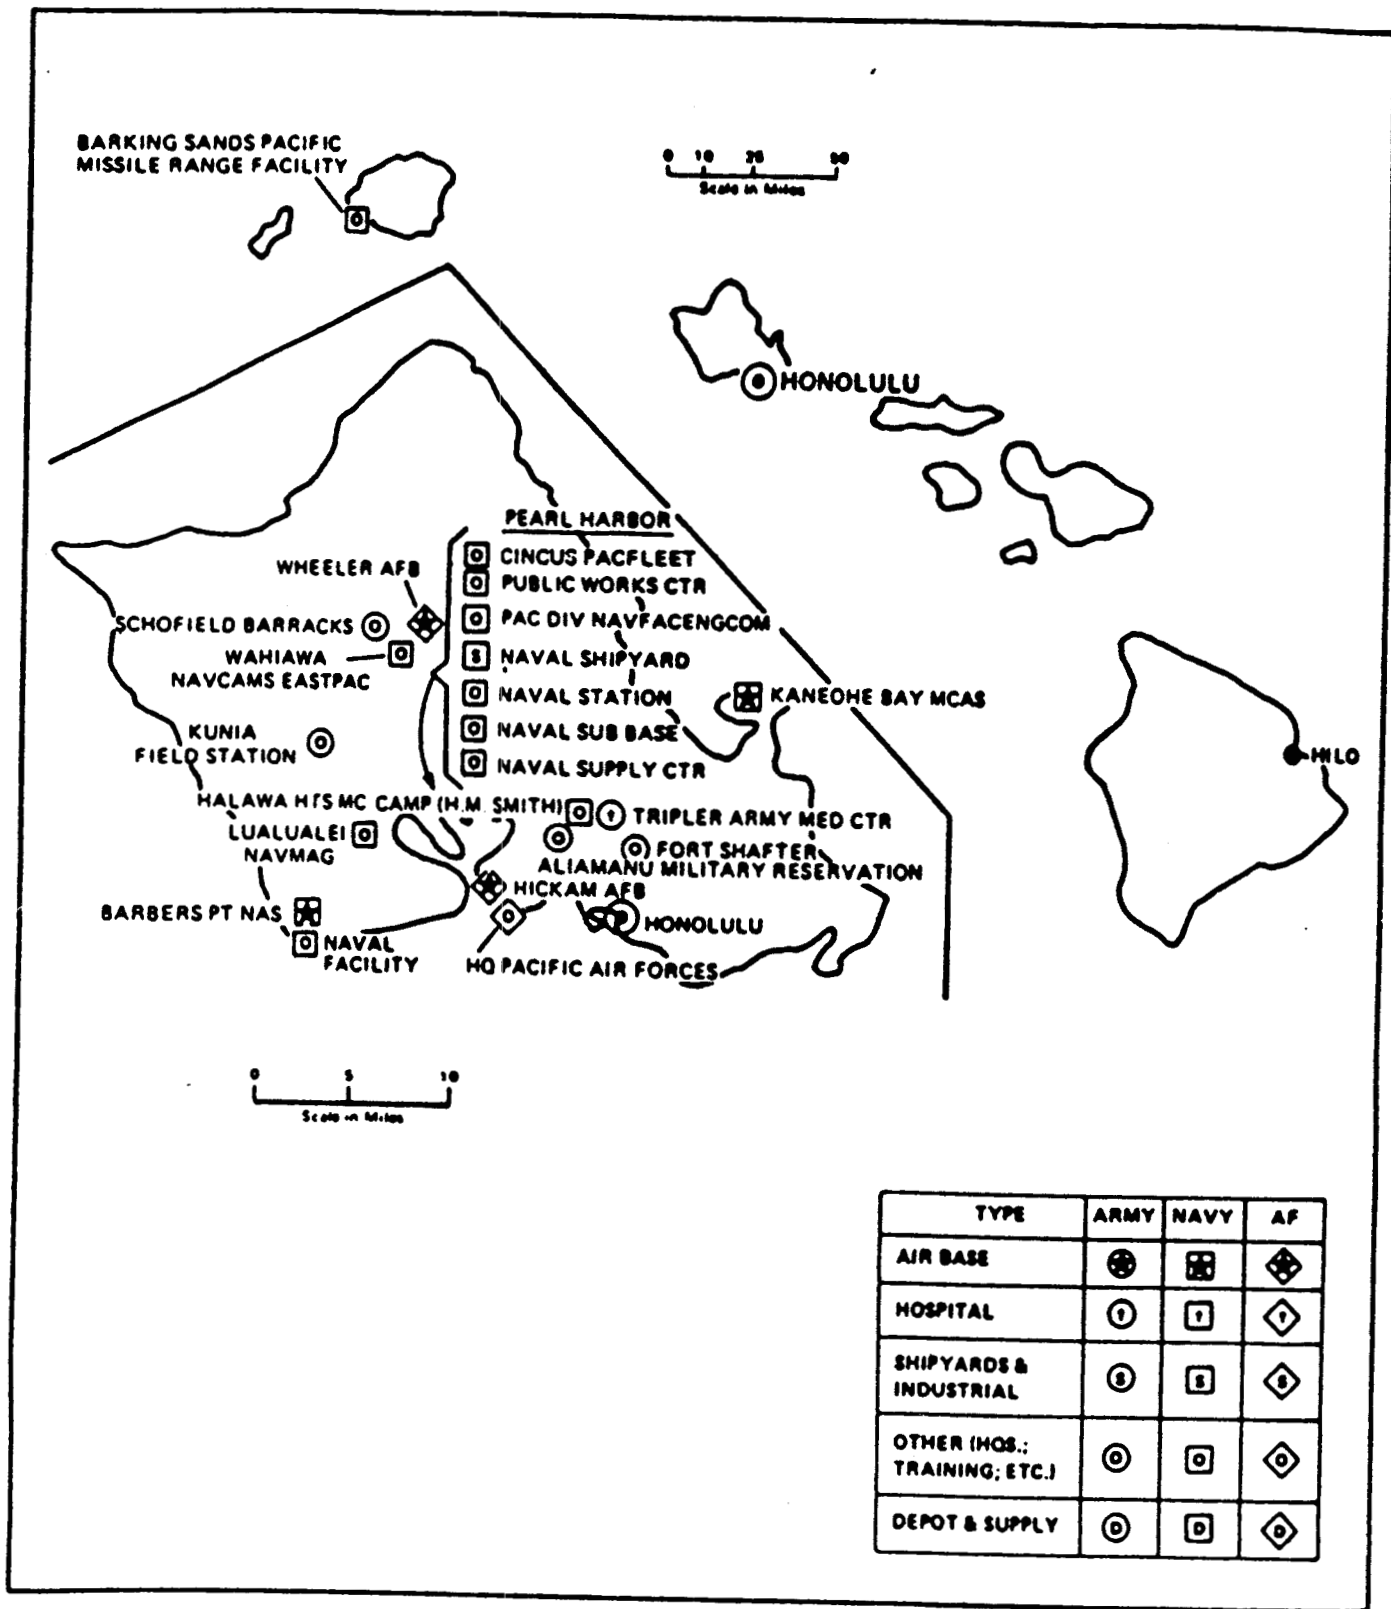 BARKING SANDS PACIFIC
MISSILE RANGE FACILITY
0 10 25 50
Scale in Miles
HONOLULU
PEARL HARBOR
CINCUS PACFLEET
PUBLIC WORKS CTR
PAC DIV NAVFACENGCOM
NAVAL SHIPYARD
NAVAL STATION
NAVAL SUB BASE
NAVAL SUPPLY CTR
WHEELER AFB
SCHOFIELD BARRACKS
WAHIAWA
NAVCAMS EASTPAC
KANEOHE BAY MCAS
KUNIA
FIELD STATION
HILO
HALAWA HTS MC CAMP (H.M. SMITH)
TRIPLER ARMY MED CTR
LUALUALEI
NAVMAG
FORT SHAFTER
ALIAMANU MILITARY RESERVATION
HICKAM AFB
BARBERS PT NAS
HONOLULU
NAVAL
FACILITY
HQ PACIFIC AIR FORCES
0 5 10
Scale in Miles
TYPE ARMY NAVY AF
AIR BASE
HOSPITAL
SHIPYARDS &
INDUSTRIAL S S S
OTHER (HQS.;
TRAINING; ETC.) O O O
DEPOT & SUPPLY D D D